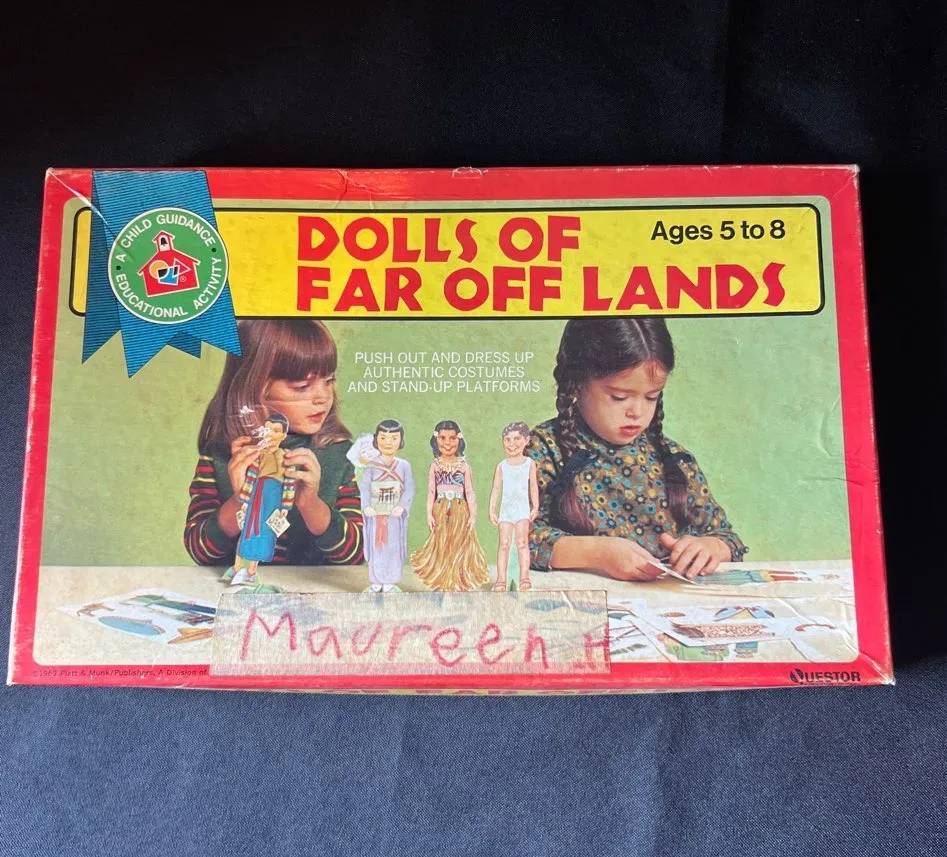 A CHILD GUIDANCE
EDUCATIONAL ACTIVITY
DOLLS OF
FAR OFF LANDS
Ages 5 to 8
PUSH OUT AND DRESS UP
AUTHENTIC COSTUMES
AND STAND-UP PLATFORMS
Maureen H
Platt & Munk/Publishers, A Division of
QUESTOR